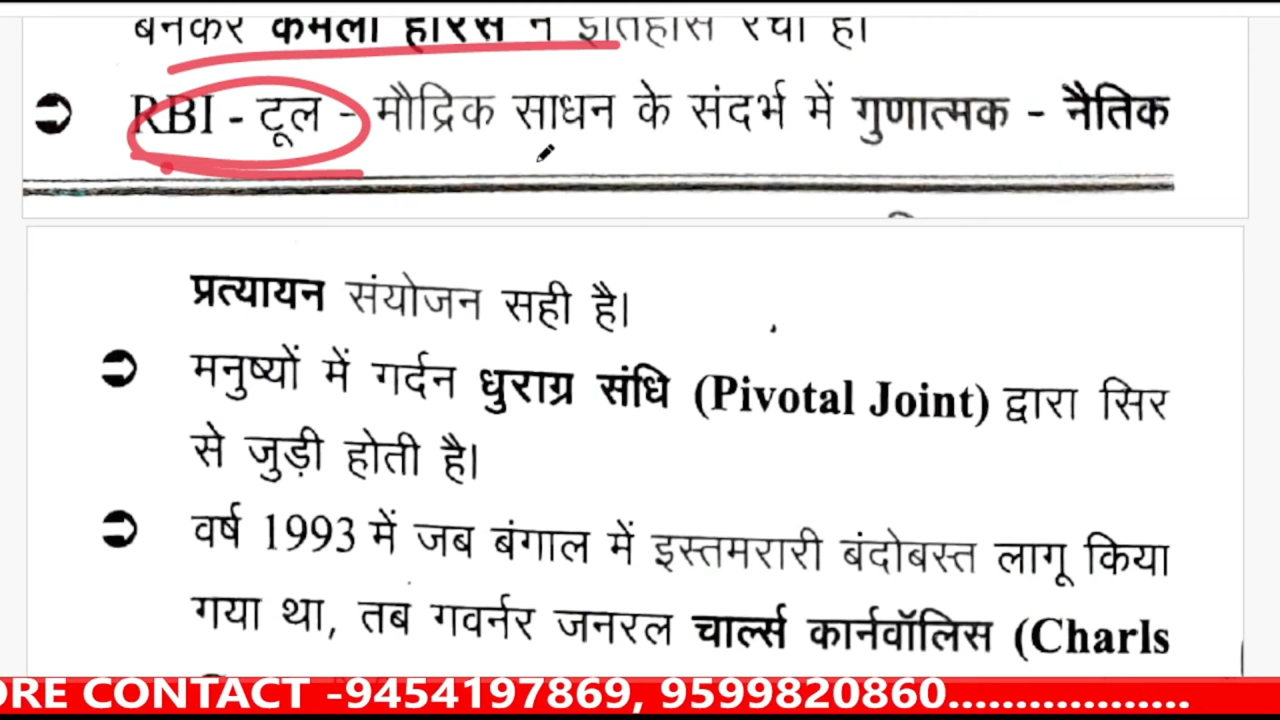 बनकर कमला हारिस ने इतिहास रचा है।
RBI - टूल - मौद्रिक साधन के संदर्भ में गुणात्मक - नैतिक
प्रत्यायन संयोजन सही है।
मनुष्यों में गर्दन धुराग्र संधि (Pivotal Joint) द्वारा सिर
से जुड़ी होती है।
वर्ष 1993 में जब बंगाल में इस्तमरारी बंदोबस्त लागू किया
गया था, तब गवर्नर जनरल चार्ल्स कार्नवॉलिस (Charls
ORE CONTACT -9454197869, 9599820860..................